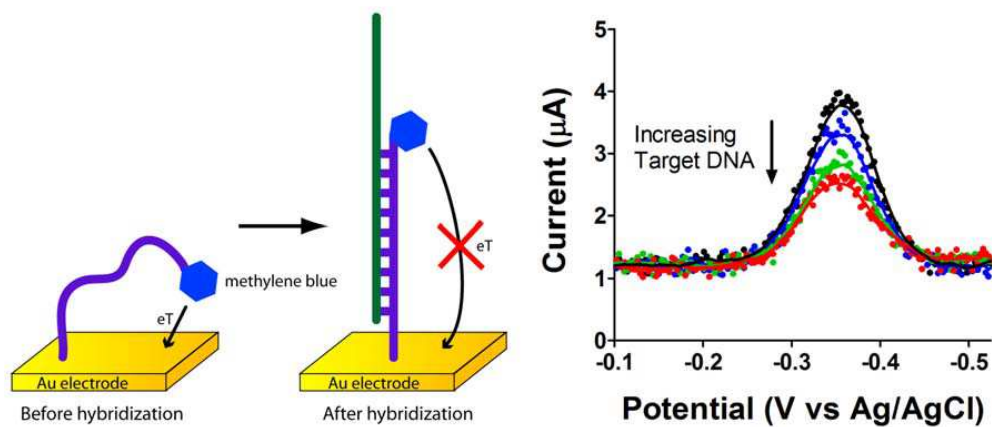 eT
methylene blue
Au electrode
Before hybridization
eT
Au electrode
After hybridization
5
4
3
2
1
0
Current (μA)
Increasing
Target DNA
-0.1
-0.2
-0.3
-0.4
-0.5
Potential (V vs Ag/AgCl)